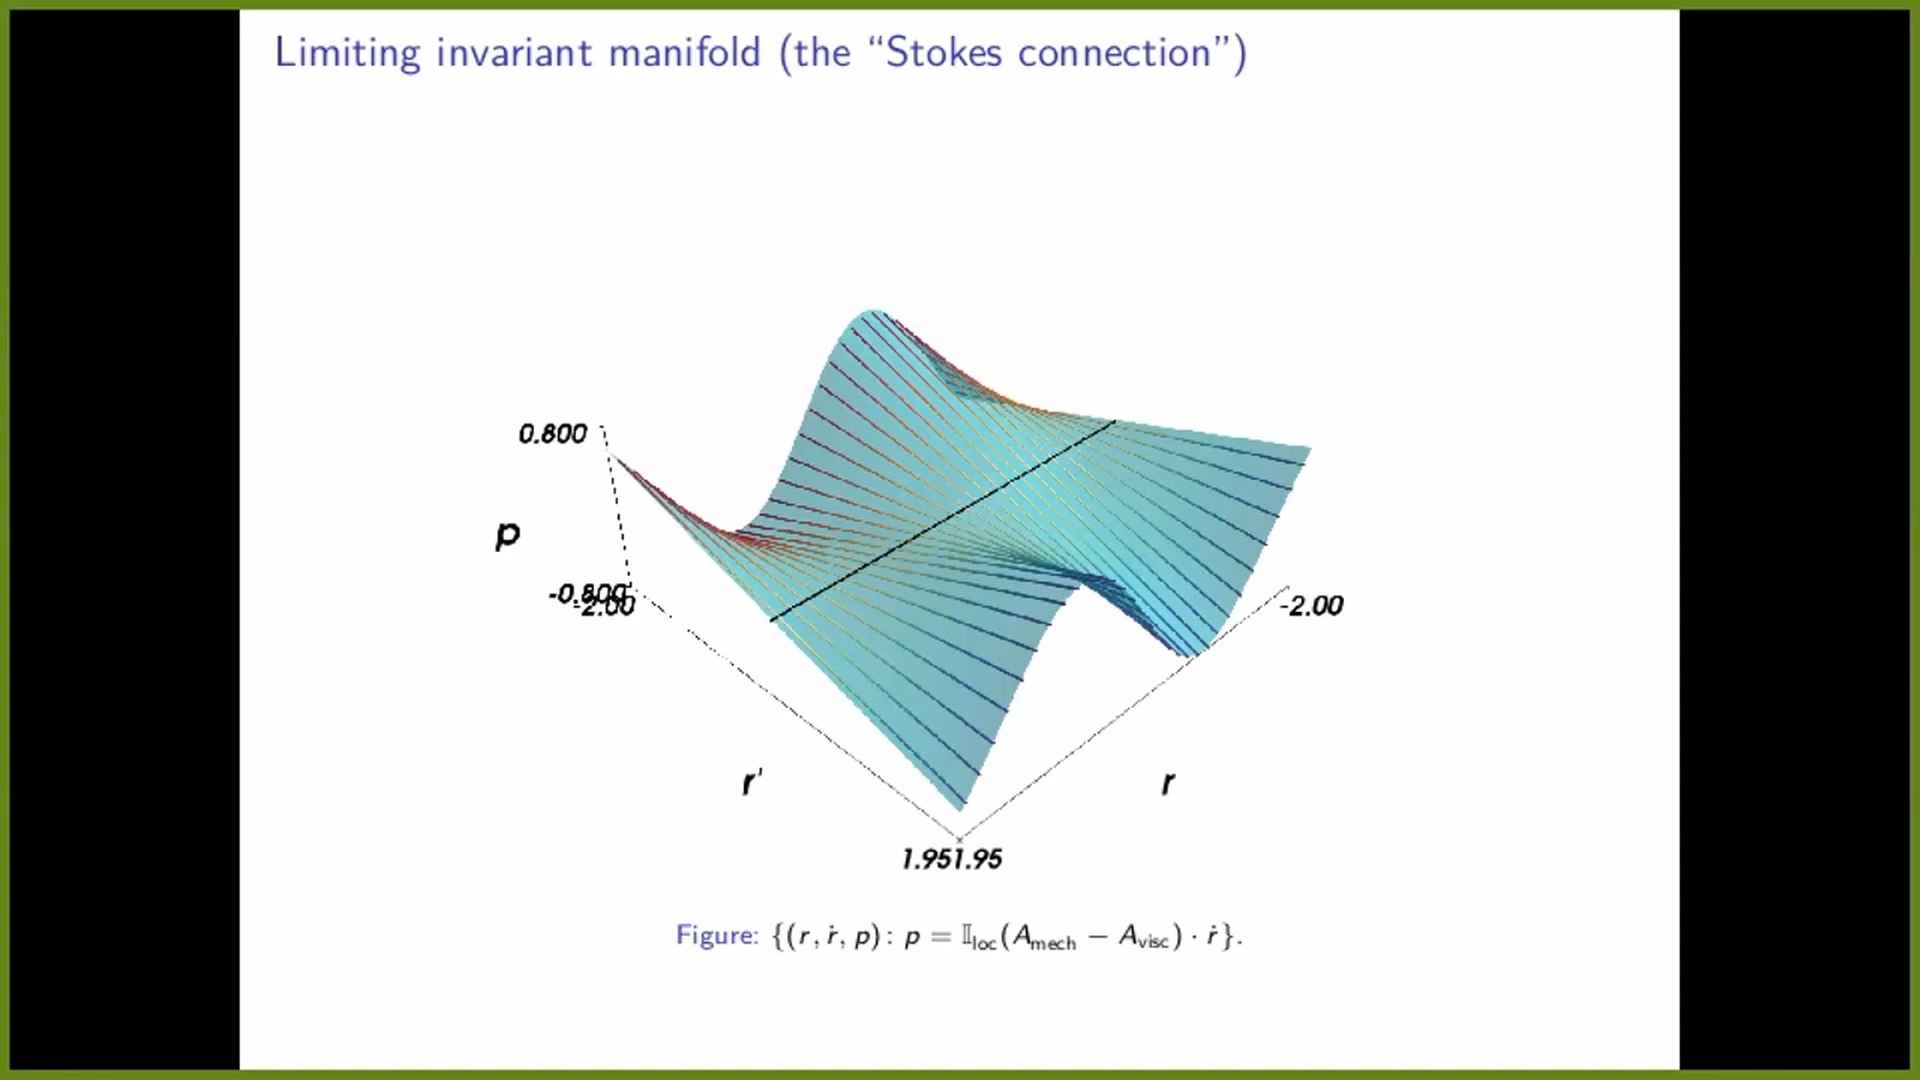 Limiting invariant manifold (the “Stokes connection”)
0.800
p
-0.800
-2.00
-2.00
r'
r
1.951.95
Figure: {(r, ṙ, p): p = 𝕀loc(Amech − Avisc) · ṙ}.